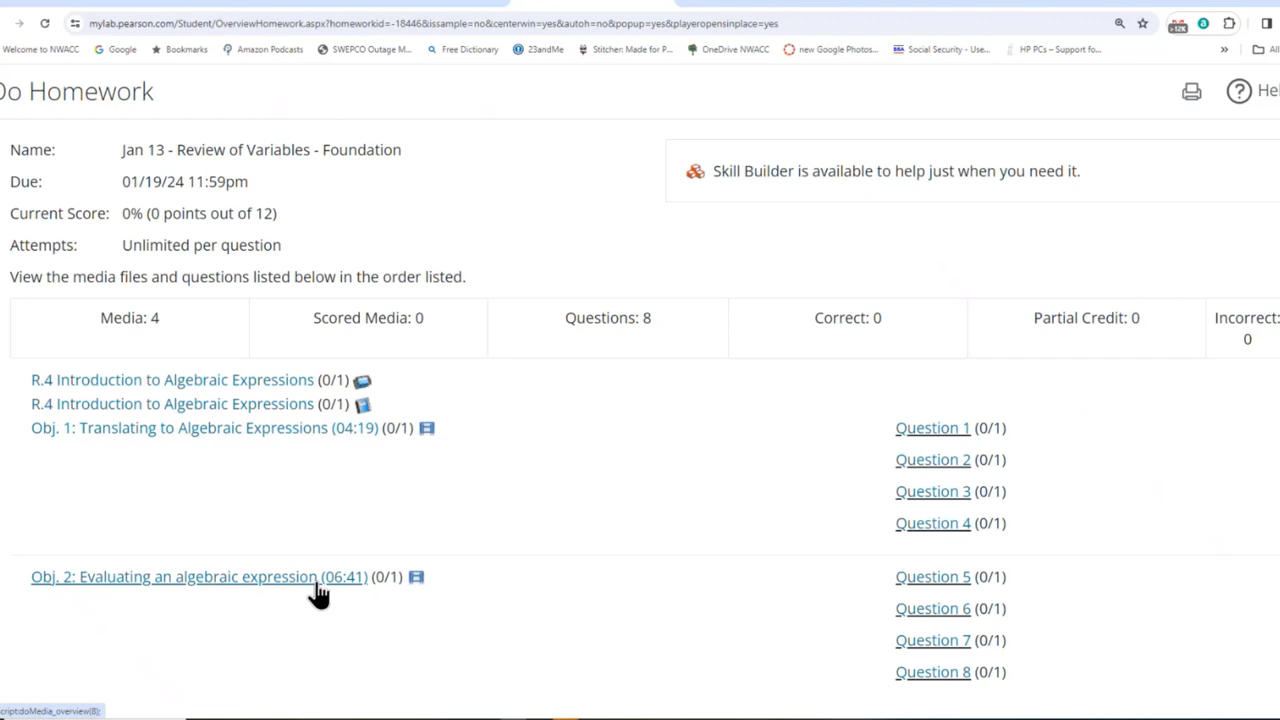 mylab.pearson.com/Student/OverviewHomework.aspx?homeworkid=-18446&issample=no&centerwin=yes&autoh=no&popup=yes&playeropensinplace=yes
Welcome to NWACC Google Bookmarks Amazon Podcasts SWEPCO Outage M... Free Dictionary 23andMe Stitcher: Made for P... OneDrive NWACC new Google Photos... Social Security - Use... HP PCs – Support fo... » All
Do Homework Hel
Name: Jan 13 - Review of Variables - Foundation
Skill Builder is available to help just when you need it.
Due: 01/19/24 11:59pm
Current Score: 0% (0 points out of 12)
Attempts: Unlimited per question
View the media files and questions listed below in the order listed.
Media: 4 Scored Media: 0 Questions: 8 Correct: 0 Partial Credit: 0 Incorrect: 0
R.4 Introduction to Algebraic Expressions (0/1)
R.4 Introduction to Algebraic Expressions (0/1)
Obj. 1: Translating to Algebraic Expressions (04:19) (0/1) Question 1 (0/1)
Question 2 (0/1)
Question 3 (0/1)
Question 4 (0/1)
Obj. 2: Evaluating an algebraic expression (06:41) (0/1) Question 5 (0/1)
Question 6 (0/1)
Question 7 (0/1)
Question 8 (0/1)
cript:doMedia_overview(8);